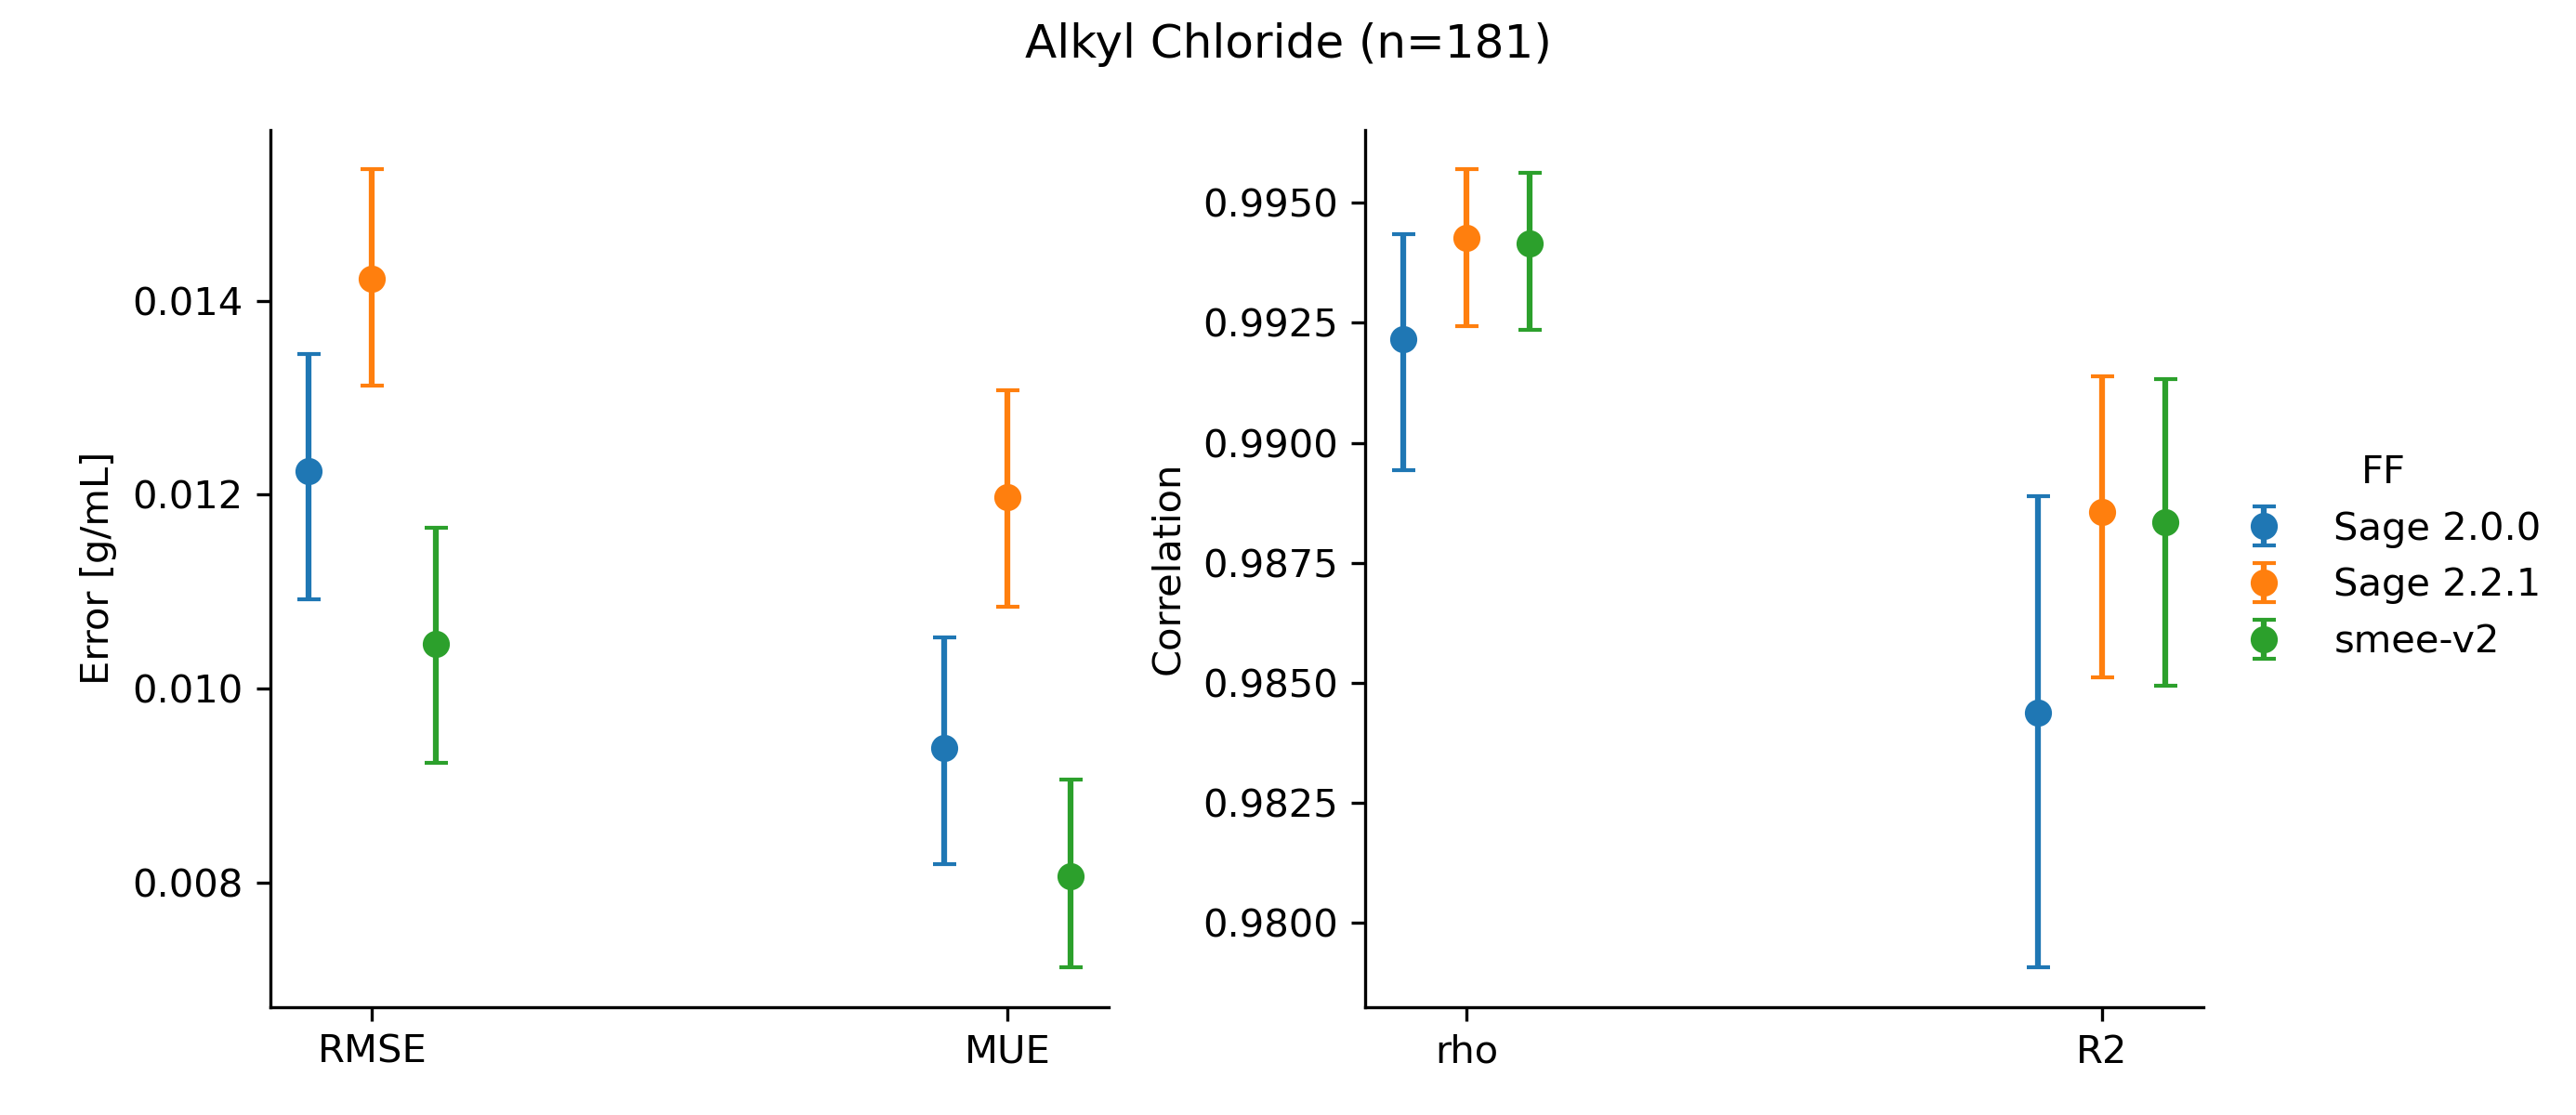 Alkyl Chloride (n=181)
Error [g/mL]
0.014
0.012
0.010
0.008
RMSE
MUE
Correlation
0.9950
0.9925
0.9900
0.9875
0.9850
0.9825
0.9800
rho
R2
FF
Sage 2.0.0
Sage 2.2.1
smee-v2